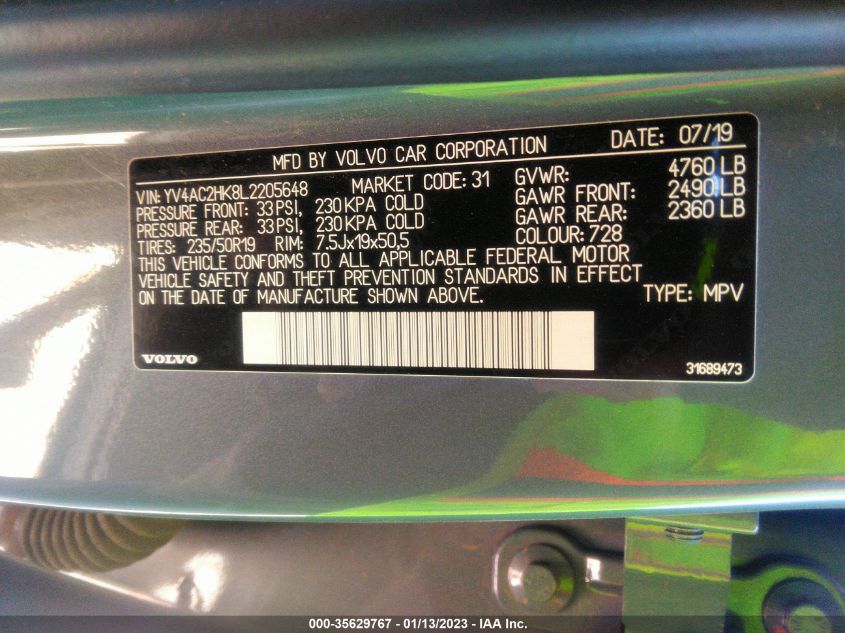 MFD BY VOLVO CAR CORPORATION DATE: 07/19
VIN: YV4AC2HK8L2205648 MARKET CODE: 31 GVWR: 4760 LB
PRESSURE FRONT: 33 PSI, 230 KPA COLD GAWR FRONT: 2490 LB
PRESSURE REAR: 33 PSI, 230 KPA COLD GAWR REAR: 2360 LB
TIRES: 235/50R19 RIM: 7.5Jx19x50,5 COLOUR: 728
THIS VEHICLE CONFORMS TO ALL APPLICABLE FEDERAL MOTOR
VEHICLE SAFETY AND THEFT PREVENTION STANDARDS IN EFFECT
ON THE DATE OF MANUFACTURE SHOWN ABOVE. TYPE: MPV
VOLVO 31689473
000-35629767 - 01/13/2023 - IAA Inc.